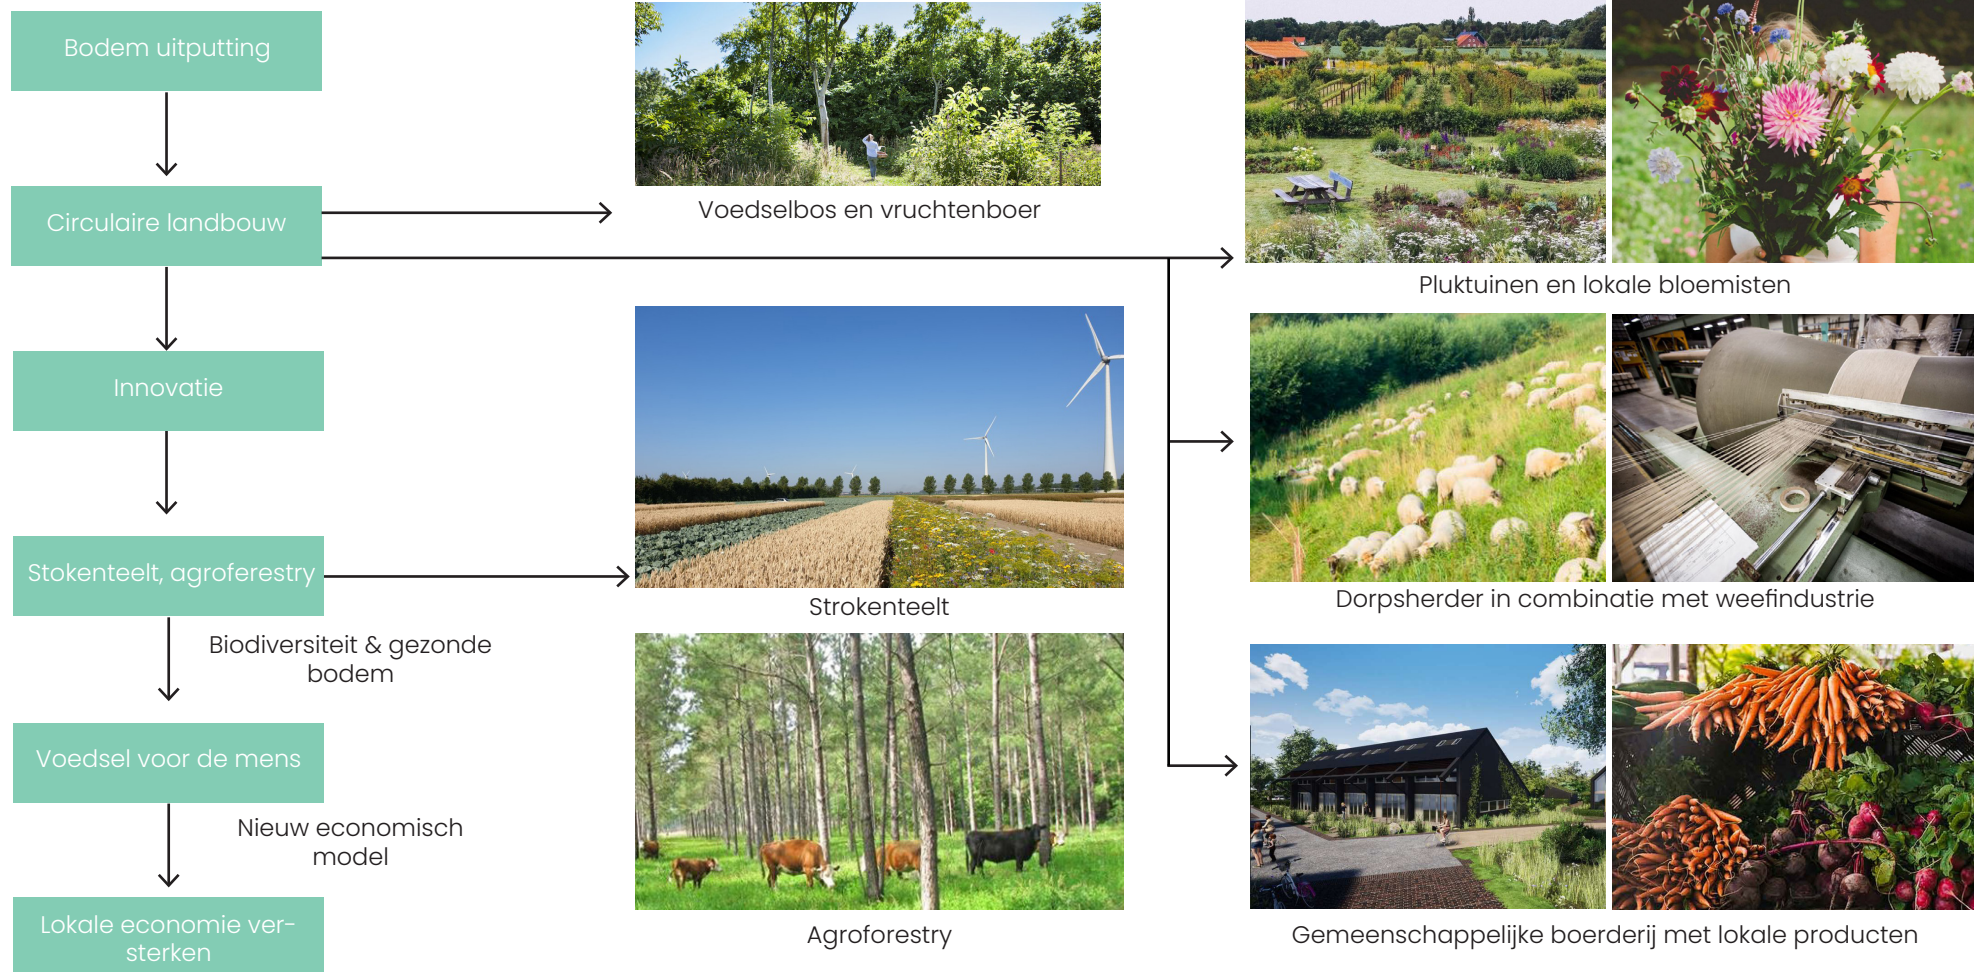 Bodem uitputting
Circulaire landbouw
Innovatie
Stokenteelt, agroferestry
Biodiversiteit & gezonde
bodem
Voedsel voor de mens
Nieuw economisch
model
Lokale economie ver-
sterken
Voedselbos en vruchtenboer
Strokenteelt
Agroforestry
Pluktuinen en lokale bloemisten
Dorpsherder in combinatie met weefindustrie
Gemeenschappelijke boerderij met lokale producten